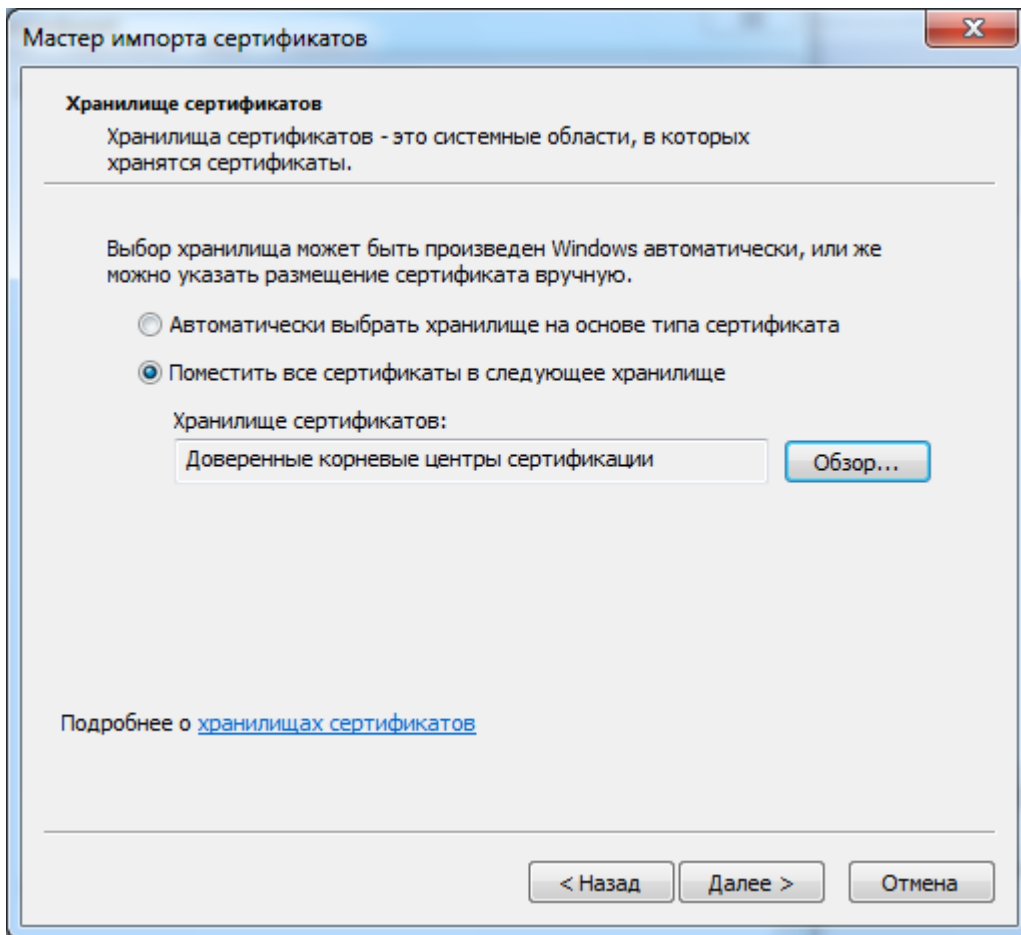 Мастер импорта сертификатов
Хранилище сертификатов
Хранилища сертификатов - это системные области, в которых
хранятся сертификаты.
Выбор хранилища может быть произведен Windows автоматически, или же
можно указать размещение сертификата вручную.
Автоматически выбрать хранилище на основе типа сертификата
Поместить все сертификаты в следующее хранилище
Хранилище сертификатов:
Доверенные корневые центры сертификации
Обзор...
Подробнее о хранилищах сертификатов
< Назад
Далее >
Отмена